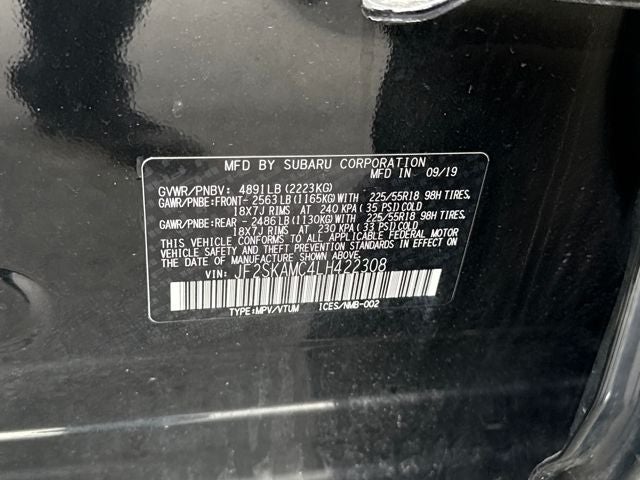 MFD BY SUBARU CORPORATION
MFD IN 09/19
GVWR/PNBV: 4891LB(2223KG)
GAWR/PNBE:FRONT- 2563LB(1165KG)WITH 225/55R18 98H TIRES,
18X7J RIMS AT 240 KPA(35 PSI)COLD
GAWR/PNBE:REAR - 2486LB(1130KG)WITH 225/55R18 98H TIRES,
18X7J RIMS AT 230 KPA(33 PSI)COLD
THIS VEHICLE CONFORMS TO ALL APPLICABLE FEDERAL MOTOR
VEHICLE SAFETY AND THEFT PREVENTION STANDARDS IN EFFECT
ON THE DATE OF MANUFACTURE SHOWN ABOVE.
VIN: JF2SKAMC4LH422308
TYPE:MPV/VTUM ICES/NMB-002